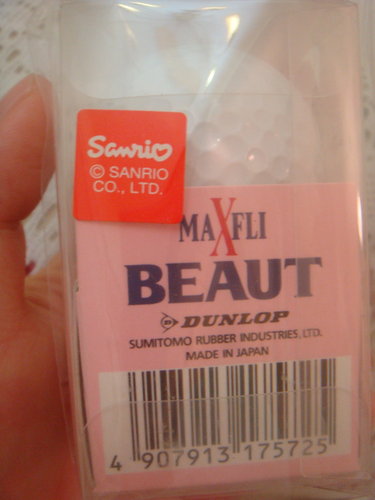 Sanrio
© SANRIO
CO., LTD.
MAXFLI
BEAUT
DUNLOP
SUMITOMO RUBBER INDUSTRIES, LTD.
MADE IN JAPAN
4 907913 175725